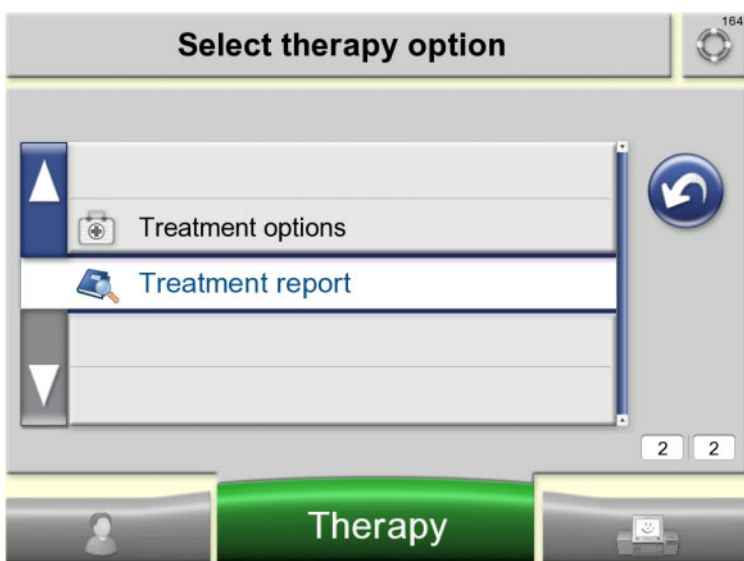 Select therapy option
164
Treatment options
Treatment report
2 2
Therapy